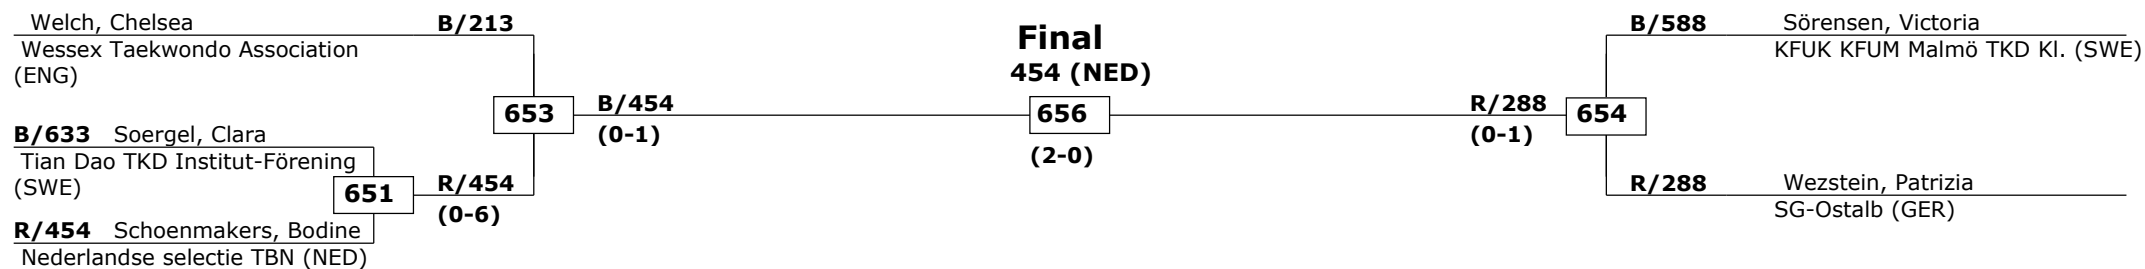 Welch, Chelsea B/213
Wessex Taekwondo Association
(ENG)
B/633 Soergel, Clara
Tian Dao TKD Institut-Förening
(SWE)
R/454 Schoenmakers, Bodine
Nederlandse selectie TBN (NED)
651
R/454
(0-6)
653
B/454
(0-1)
Final
454 (NED)
656
(2-0)
R/288
(0-1)
654
B/588 Sörensen, Victoria
KFUK KFUM Malmö TKD Kl. (SWE)
R/288 Wezstein, Patrizia
SG-Ostalb (GER)